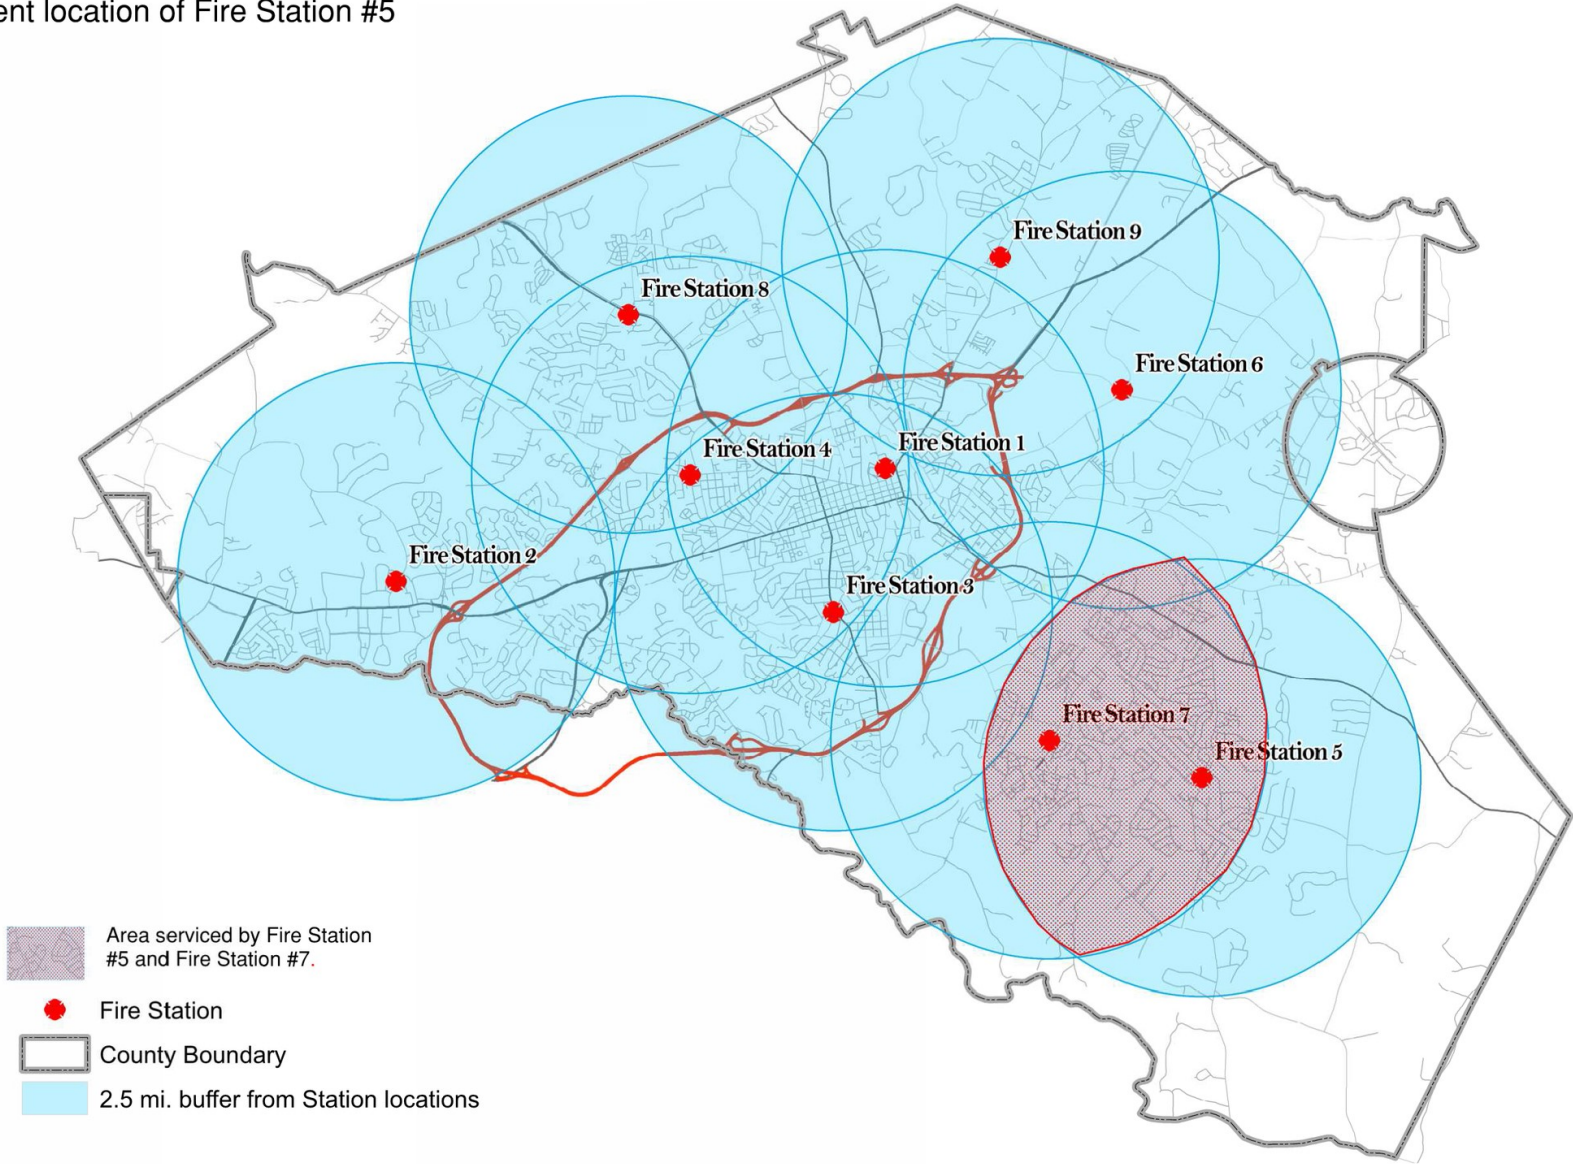 location of Fire Station #5
Fire Station 9
Fire Station 8
Fire Station 6
Fire Station 1
Fire Station 4
Fire Station 2
Fire Station 3
Fire Station 7
Fire Station 5
Area serviced by Fire Station
#5 and Fire Station #7.
Fire Station
County Boundary
2.5 mi. buffer from Station locations